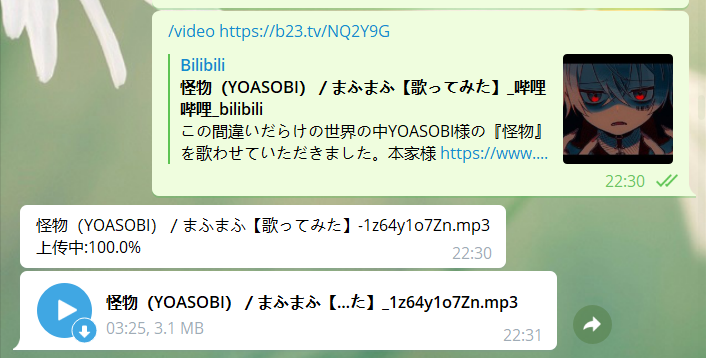 /video https://b23.tv/NQ2Y9G
Bilibili
怪物（YOASOBI） / まふまふ【歌ってみた】_哔哩
哔哩_bilibili
この間違いだらけの世界の中YOASOBI様の『怪物』
を歌わせていただきました。本家様 https://www....
22:30
怪物（YOASOBI） / まふまふ【歌ってみた】-1z64y1o7Zn.mp3
上传中:100.0%
22:30
怪物（YOASOBI） / まふまふ【...た】_1z64y1o7Zn.mp3
03:25, 3.1 MB
22:31